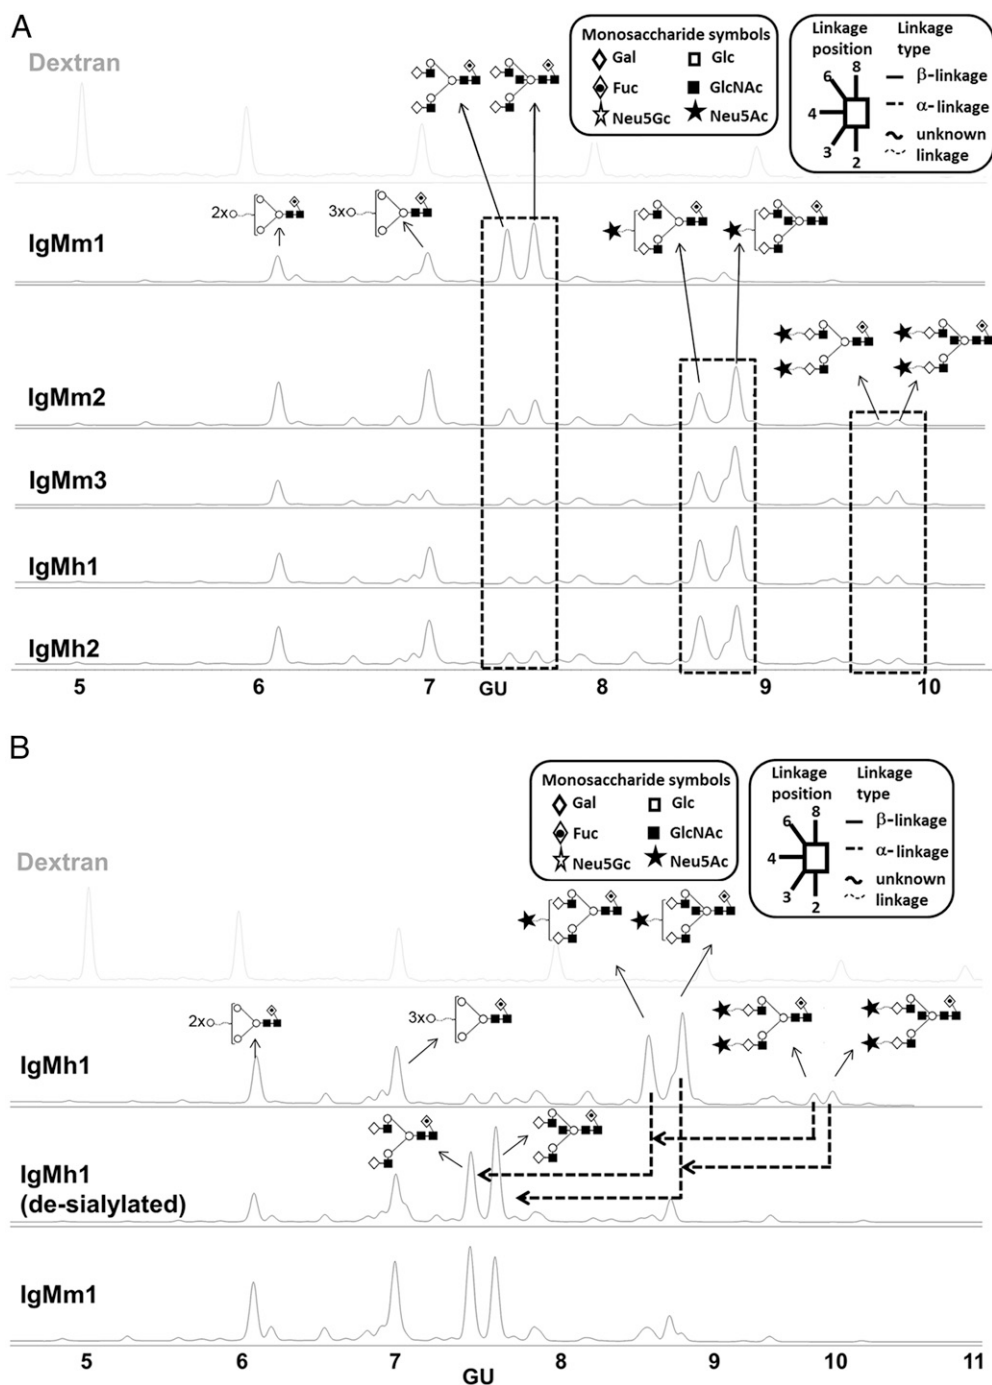 A
Dextran
Monosaccharide symbols
Gal
Glc
Fuc
GlcNAc
Neu5Gc
Neu5Ac
Linkage position
Linkage type
6
8
4
3
2
β-linkage
α-linkage
unknown linkage
2x
3x
IgMm1
IgMm2
IgMm3
IgMh1
IgMh2
5
6
7
GU
8
9
10
B
Monosaccharide symbols
Gal
Glc
Fuc
GlcNAc
Neu5Gc
Neu5Ac
Linkage position
Linkage type
6
8
4
3
2
β-linkage
α-linkage
unknown linkage
Dextran
2x
3x
IgMh1
IgMh1
(de-sialylated)
IgMm1
5
6
7
GU
8
9
10
11